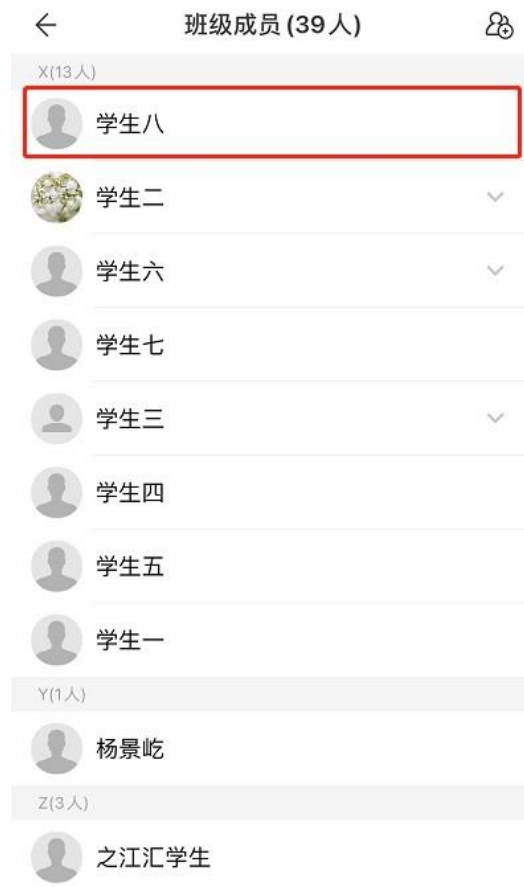 班级成员(39人)
X(13人)
学生八
学生二
学生六
学生七
学生三
学生四
学生五
学生一
Y(1人)
杨景屹
Z(3人)
之江汇学生